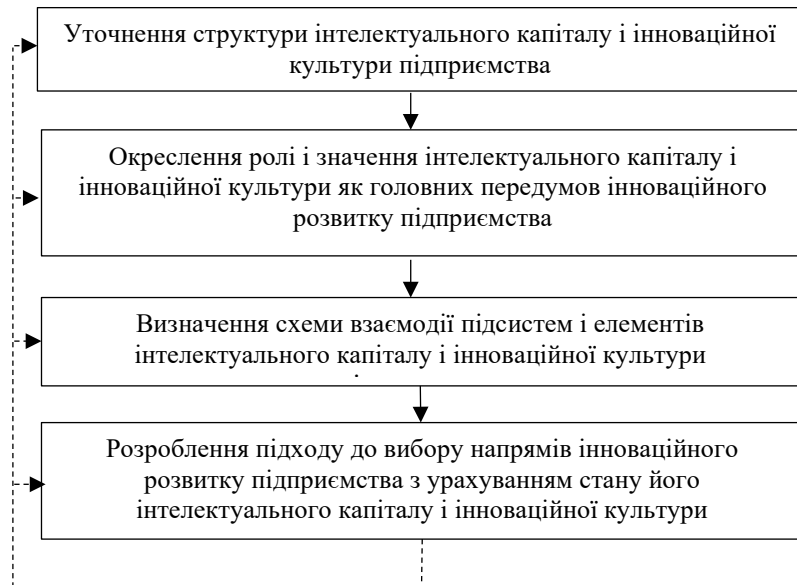 Уточнення структури інтелектуального капіталу і інноваційної
культури підприємства
Окреслення ролі і значення інтелектуального капіталу і
інноваційної культури як головних передумов інноваційного
розвитку підприємства
Визначення схеми взаємодії підсистем і елементів
інтелектуального капіталу і інноваційної культури
Розроблення підходу до вибору напрямів інноваційного
розвитку підприємства з урахуванням стану його
інтелектуального капіталу і інноваційної культури